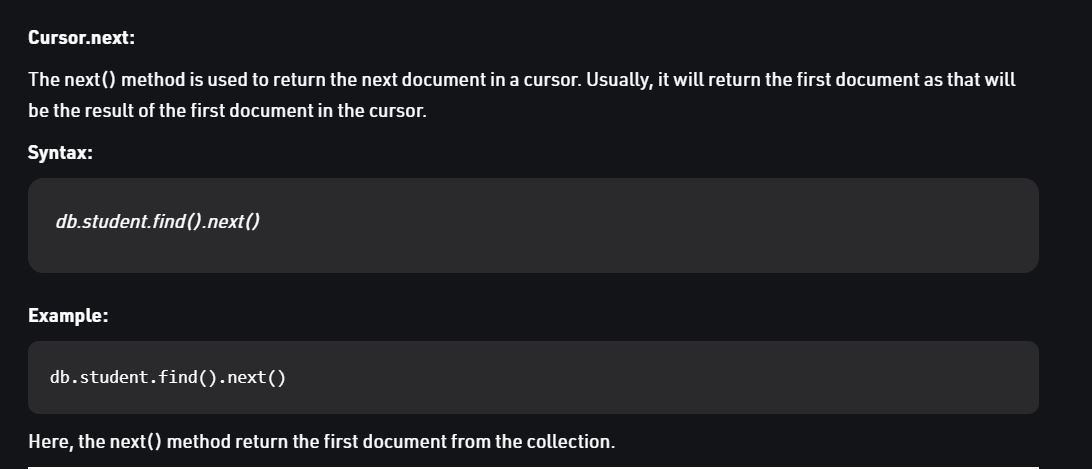 Cursor.next:
The next() method is used to return the next document in a cursor. Usually, it will return the first document as that will
be the result of the first document in the cursor.
Syntax:
db.student.find().next()
Example:
db.student.find().next()
Here, the next() method return the first document from the collection.